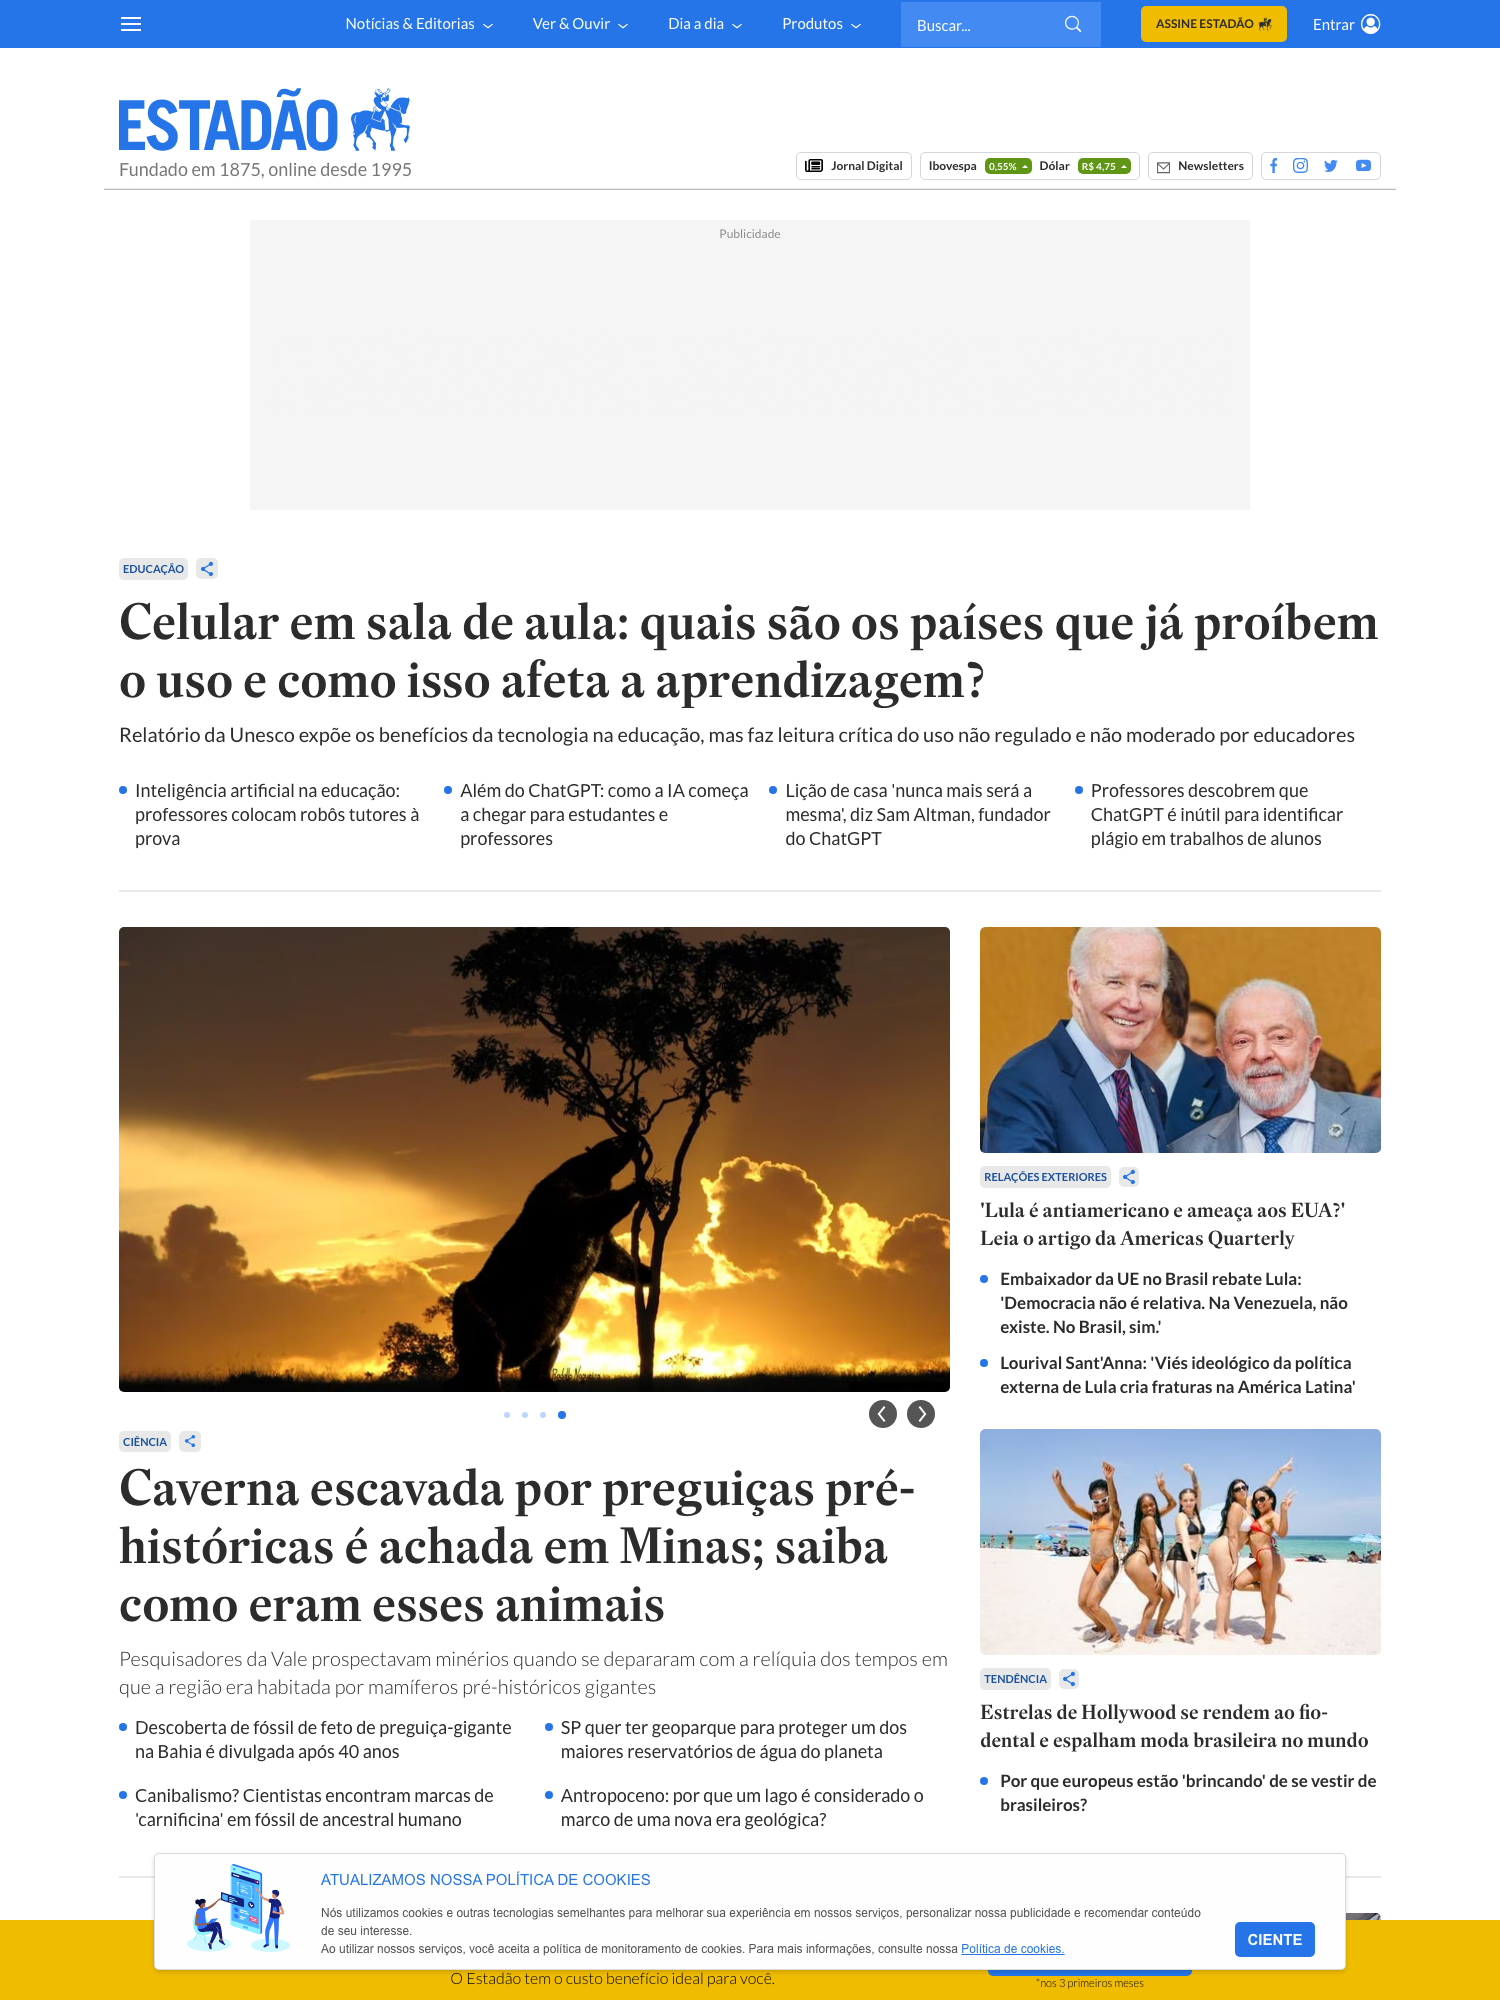 Notícias & Editorias
Ver & Ouvir
Dia a dia
Produtos
Buscar...
ASSINE ESTADÃO
Entrar
ESTADÃO
Fundado em 1875, online desde 1995
Jornal Digital
Ibovespa 0,55% Dólar R$ 4,75
Newsletters
Publicidade
EDUCAÇÃO
Celular em sala de aula: quais são os países que já proíbem
o uso e como isso afeta a aprendizagem?
Relatório da Unesco expõe os benefícios da tecnologia na educação, mas faz leitura crítica do uso não regulado e não moderado por educadores
Inteligência artificial na educação:
professores colocam robôs tutores à
prova
Além do ChatGPT: como a IA começa
a chegar para estudantes e
professores
Lição de casa 'nunca mais será a
mesma', diz Sam Altman, fundador
do ChatGPT
Professores descobrem que
ChatGPT é inútil para identificar
plágio em trabalhos de alunos
CIÊNCIA
Caverna escavada por preguiças pré-
históricas é achada em Minas; saiba
como eram esses animais
Pesquisadores da Vale prospectavam minérios quando se depararam com a relíquia dos tempos em
que a região era habitada por mamíferos pré-históricos gigantes
Descoberta de fóssil de feto de preguiça-gigante
na Bahia é divulgada após 40 anos
SP quer ter geoparque para proteger um dos
maiores reservatórios de água do planeta
Canibalismo? Cientistas encontram marcas de
'carnificina' em fóssil de ancestral humano
Antropoceno: por que um lago é considerado o
marco de uma nova era geológica?
RELAÇÕES EXTERIORES
'Lula é antiamericano e ameaça aos EUA?'
Leia o artigo da Americas Quarterly
Embaixador da UE no Brasil rebate Lula:
'Democracia não é relativa. Na Venezuela, não
existe. No Brasil, sim.'
Lourival Sant'Anna: 'Viés ideológico da política
externa de Lula cria fraturas na América Latina'
TENDÊNCIA
Estrelas de Hollywood se rendem ao fio-
dental e espalham moda brasileira no mundo
Por que europeus estão 'brincando' de se vestir de
brasileiros?
ATUALIZAMOS NOSSA POLÍTICA DE COOKIES
Nós utilizamos cookies e outras tecnologias semelhantes para melhorar sua experiência em nossos serviços, personalizar nossa publicidade e recomendar conteúdo
de seu interesse.
Ao utilizar nossos serviços, você aceita a política de monitoramento de cookies. Para mais informações, consulte nossa Política de cookies.
CIENTE
O Estadão tem o custo benefício ideal para você.
*nos 3 primeiros meses